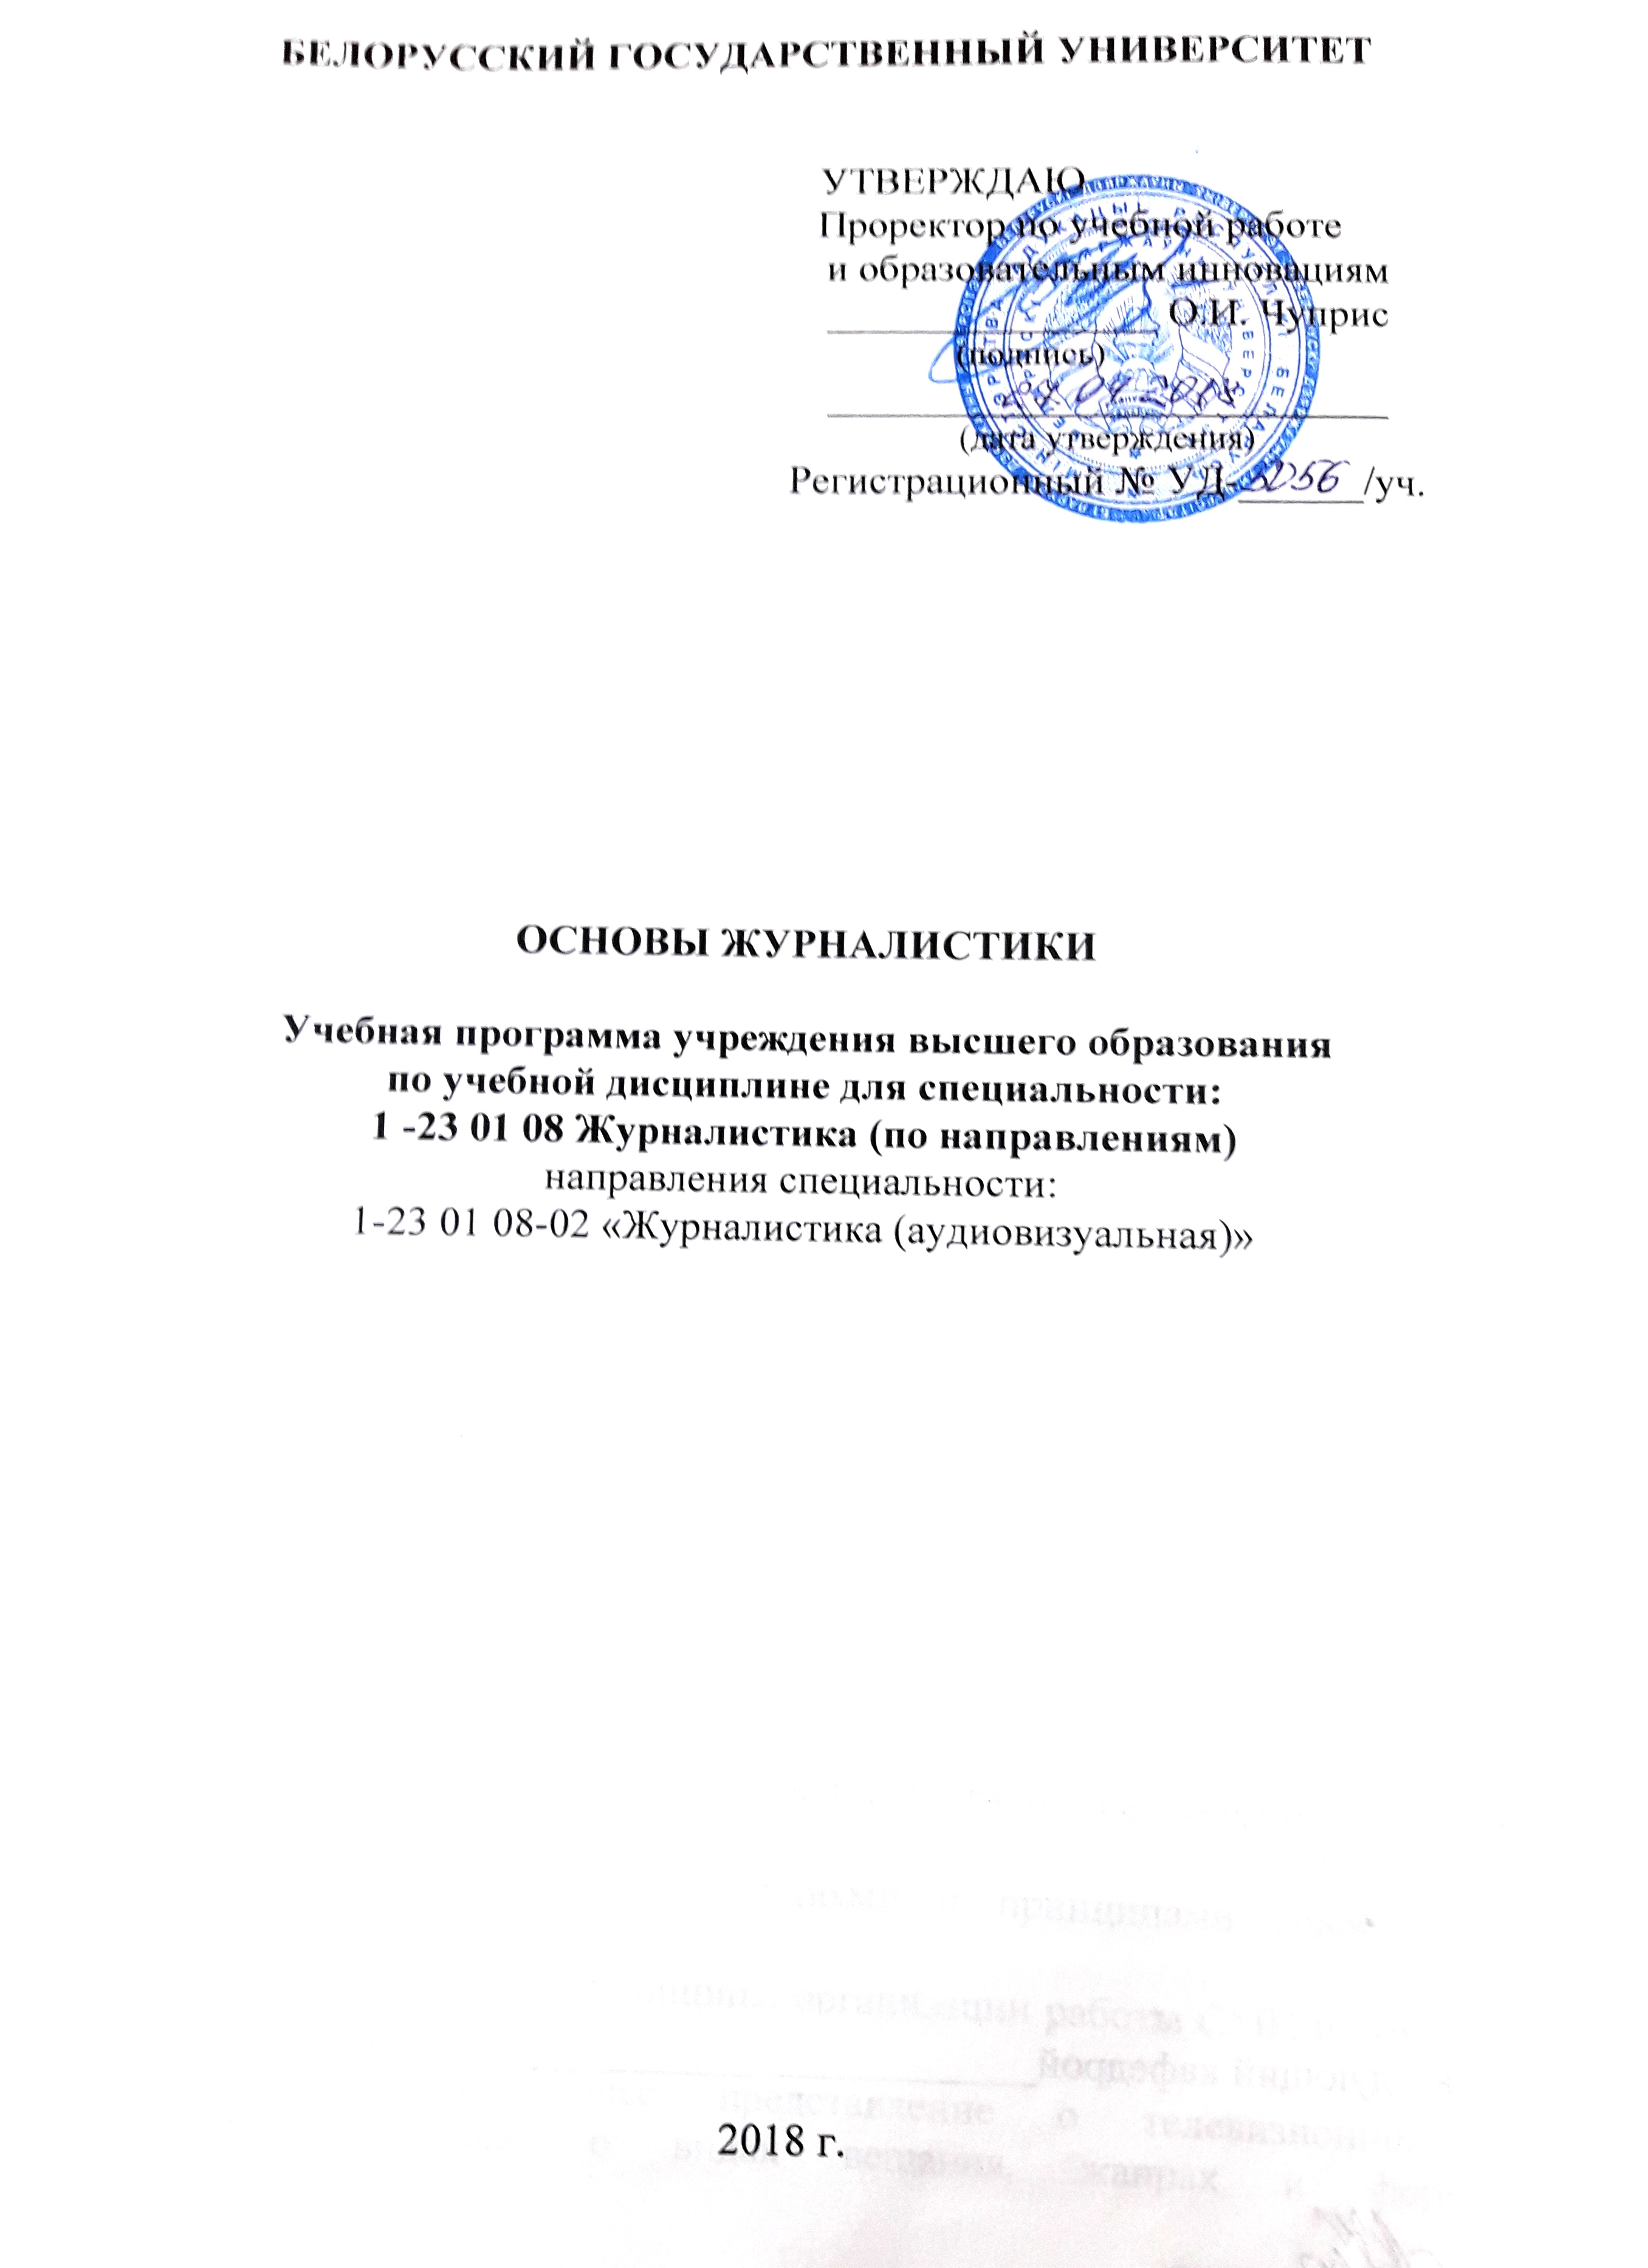 БЕЛОРУССКИЙ ГОСУДАРСТВЕННЫЙ УНИВЕРСИТЕТ
УТВЕРЖДАЮ
Проректор по учебной работе
и образовательным инновациям
О.И. Чуприс
(подпись)
(дата утверждения)
Регистрационный № УД-5056/уч.
ОСНОВЫ ЖУРНАЛИСТИКИ
Учебная программа учреждения высшего образования
по учебной дисциплине для специальности:
1 -23 01 08 Журналистика (по направлениям)
направления специальности:
1-23 01 08-02 «Журналистика (аудиовизуальная)»
2018 г.